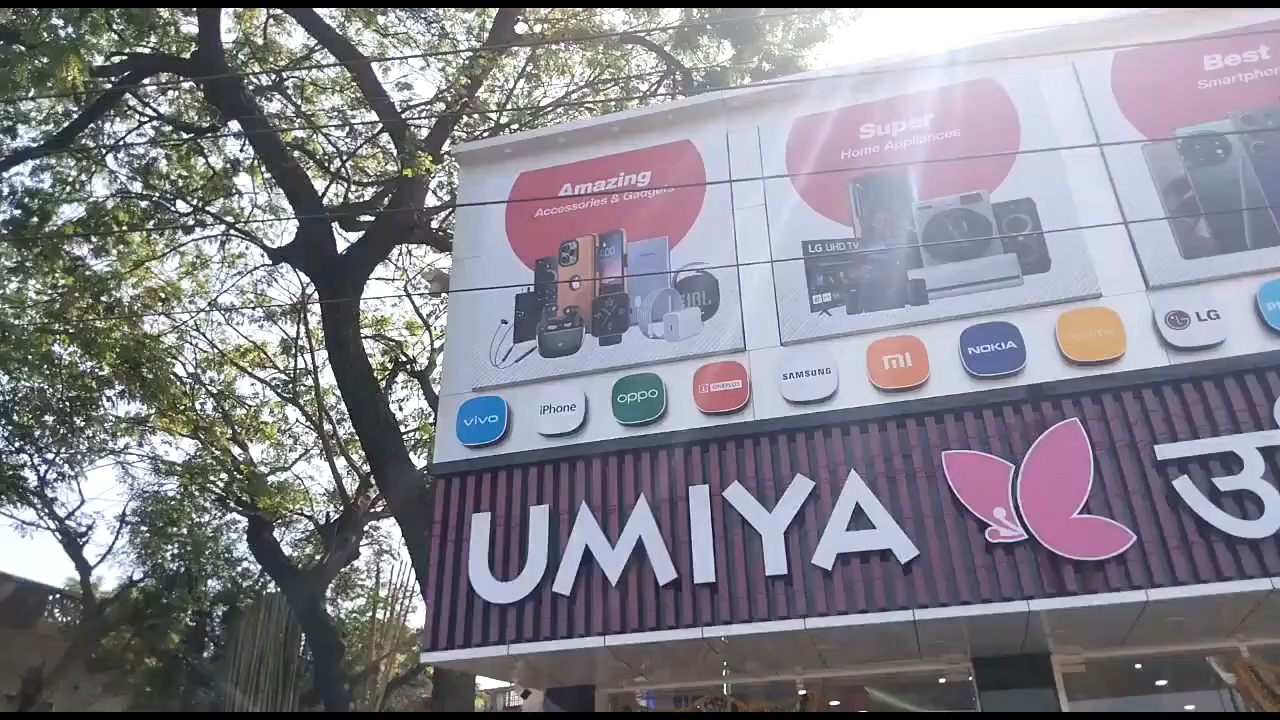 Amazing
Accessories & Gadgets
Super
Home Appliances
Best
LG UHD TV
JBL
vivo
iPhone
oppo
ONEPLUS
SAMSUNG
mi
NOKIA
realme
LG
UMIYA